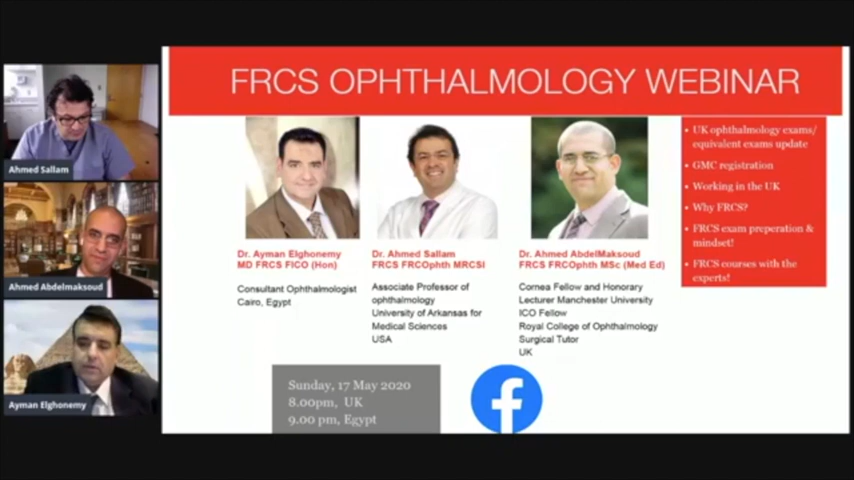 FRCS OPHTHALMOLOGY WEBINAR
Ahmed Sallam
Ahmed Abdelmaksoud
Ayman Elghonemy
Dr. Ayman Elghonemy
MD FRCS FICO (Hon)
Consultant Ophthalmologist
Cairo, Egypt
Dr. Ahmed Sallam
FRCS FRCOphth MRCSI
Associate Professor of
ophthalmology
University of Arkansas for
Medical Sciences
USA
Dr. Ahmed AbdelMaksoud
FRCS FRCOphth MSc (Med Ed)
Cornea Fellow and Honorary
Lecturer Manchester University
ICO Fellow
Royal College of Ophthalmology
Surgical Tutor
UK
• UK ophthalmology exams/
equivalent exams update
• GMC registration
• Working in the UK
• Why FRCS?
• FRCS exam preperation &
mindset!
• FRCS courses with the
experts!
Sunday, 17 May 2020
8.00pm, UK
9.00 pm, Egypt
f